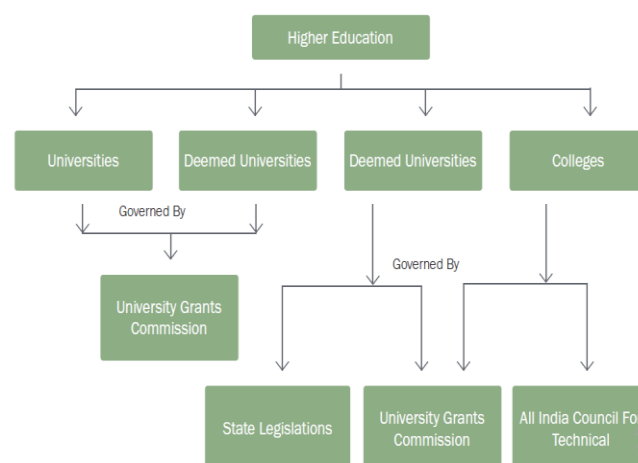 Higher Education
Universities
Deemed Universities
Deemed Universities
Colleges
Governed By
Governed By
University Grants
Commission
State Legislations
University Grants
Commission
All India Council Fo
Technical